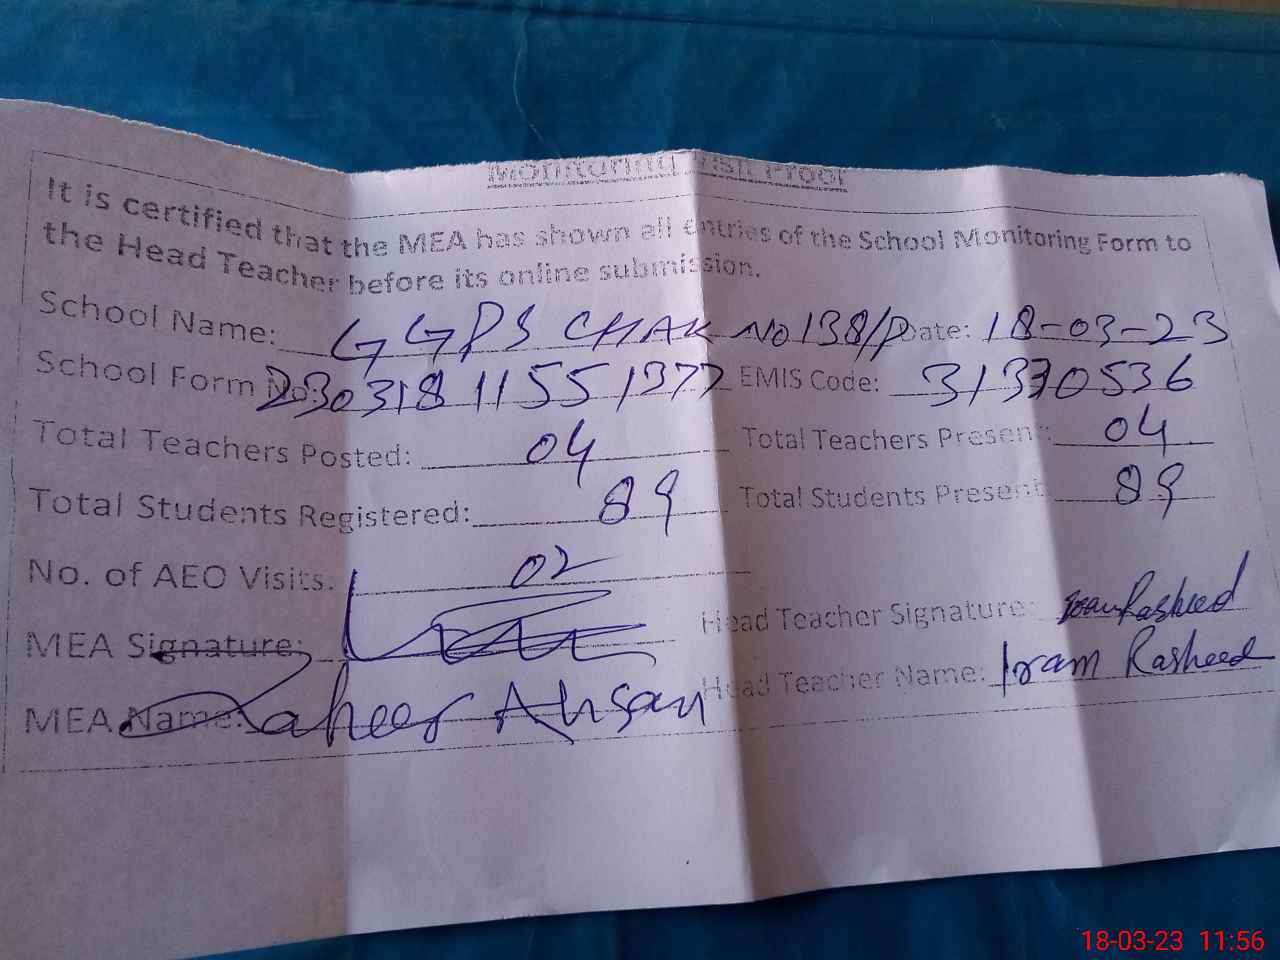 Monitoring Visit Proof
It is certified that the MEA has shown all entries of the School Monitoring Form to
the Head Teacher before its online submission.
School Name: GGPS CHAK No 138/P Date: 18-03-23
School Form No: 230318 11551377 EMIS Code: 31330536
Total Teachers Posted: 04 Total Teachers Present: 04
Total Students Registered: 89 Total Students Present: 89
No. of AEO Visits: 02
MEA Signature: Head Teacher Signature: Iram Rasheed
MEA Name: Zaheer Ahsan Head Teacher Name: Iram Rasheed
18-03-23 11:56